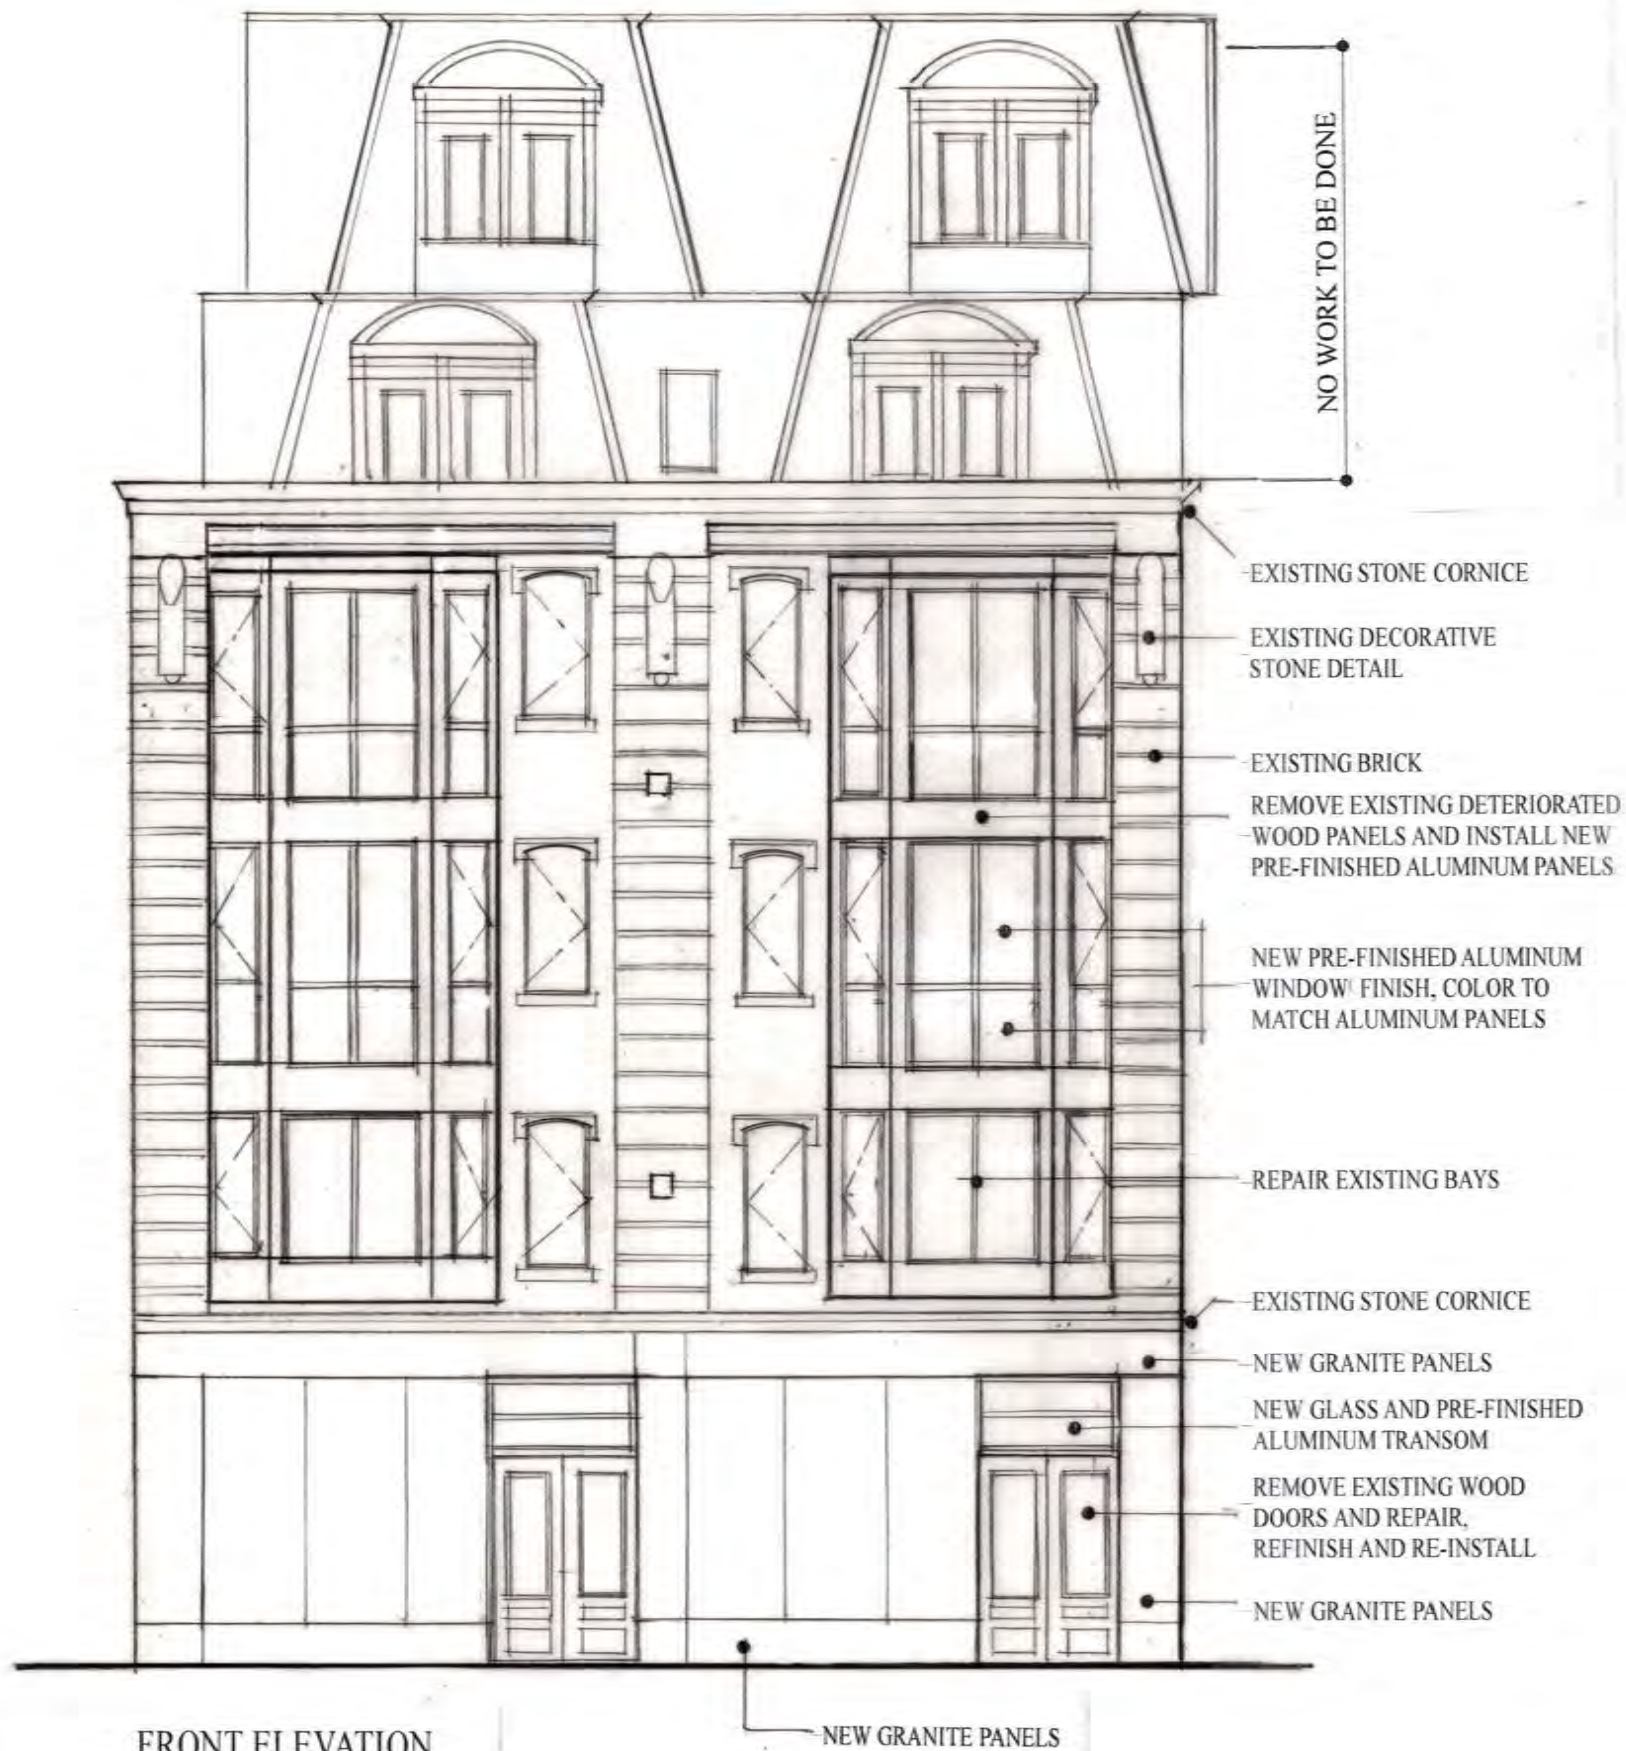 NO WORK TO BE DONE
EXISTING STONE CORNICE
EXISTING DECORATIVE
STONE DETAIL
EXISTING BRICK
REMOVE EXISTING DETERIORATED
WOOD PANELS AND INSTALL NEW
PRE-FINISHED ALUMINUM PANELS
NEW PRE-FINISHED ALUMINUM
WINDOW FINISH, COLOR TO
MATCH ALUMINUM PANELS
REPAIR EXISTING BAYS
EXISTING STONE CORNICE
NEW GRANITE PANELS
NEW GLASS AND PRE-FINISHED
ALUMINUM TRANSOM
REMOVE EXISTING WOOD
DOORS AND REPAIR,
REFINISH AND RE-INSTALL
NEW GRANITE PANELS
NEW GRANITE PANELS
FRONT ELEVATION